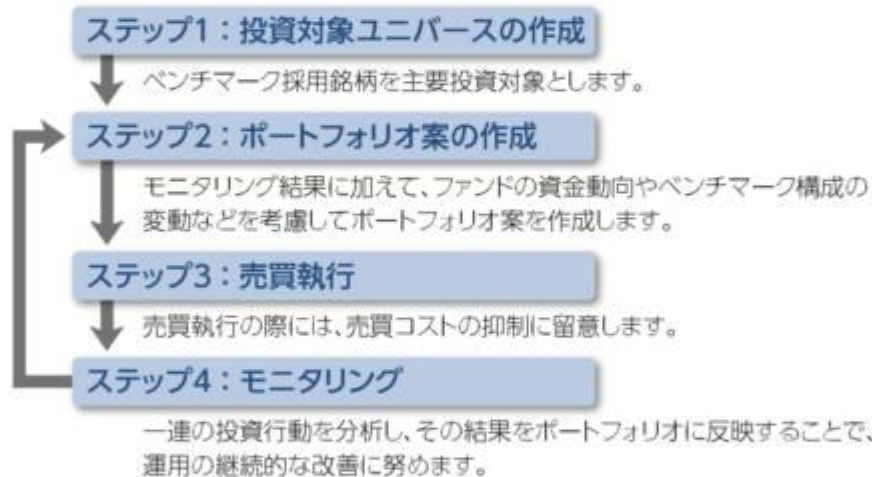 ステップ1：投資対象ユニバースの作成
ベンチマーク採用銘柄を主要投資対象とします。
ステップ2：ポートフォリオ案の作成
モニタリング結果に加えて、ファンドの資金動向やベンチマーク構成の
変動などを考慮してポートフォリオ案を作成します。
ステップ3：売買執行
売買執行の際には、売買コストの抑制に留意します。
ステップ4：モニタリング
一連の投資行動を分析し、その結果をポートフォリオに反映することで、
運用の継続的な改善に努めます。